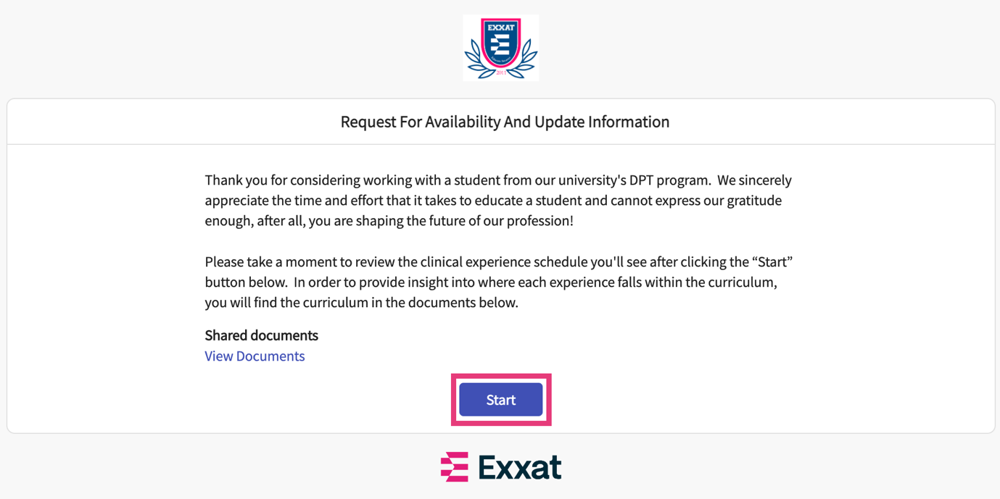 EXXAT
2011
Request For Availability And Update Information
Thank you for considering working with a student from our university's DPT program.  We sincerely
appreciate the time and effort that it takes to educate a student and cannot express our gratitude
enough, after all, you are shaping the future of our profession!
Please take a moment to review the clinical experience schedule you'll see after clicking the “Start”
button below.  In order to provide insight into where each experience falls within the curriculum,
you will find the curriculum in the documents below.
Shared documents
View Documents
Start
Exxat